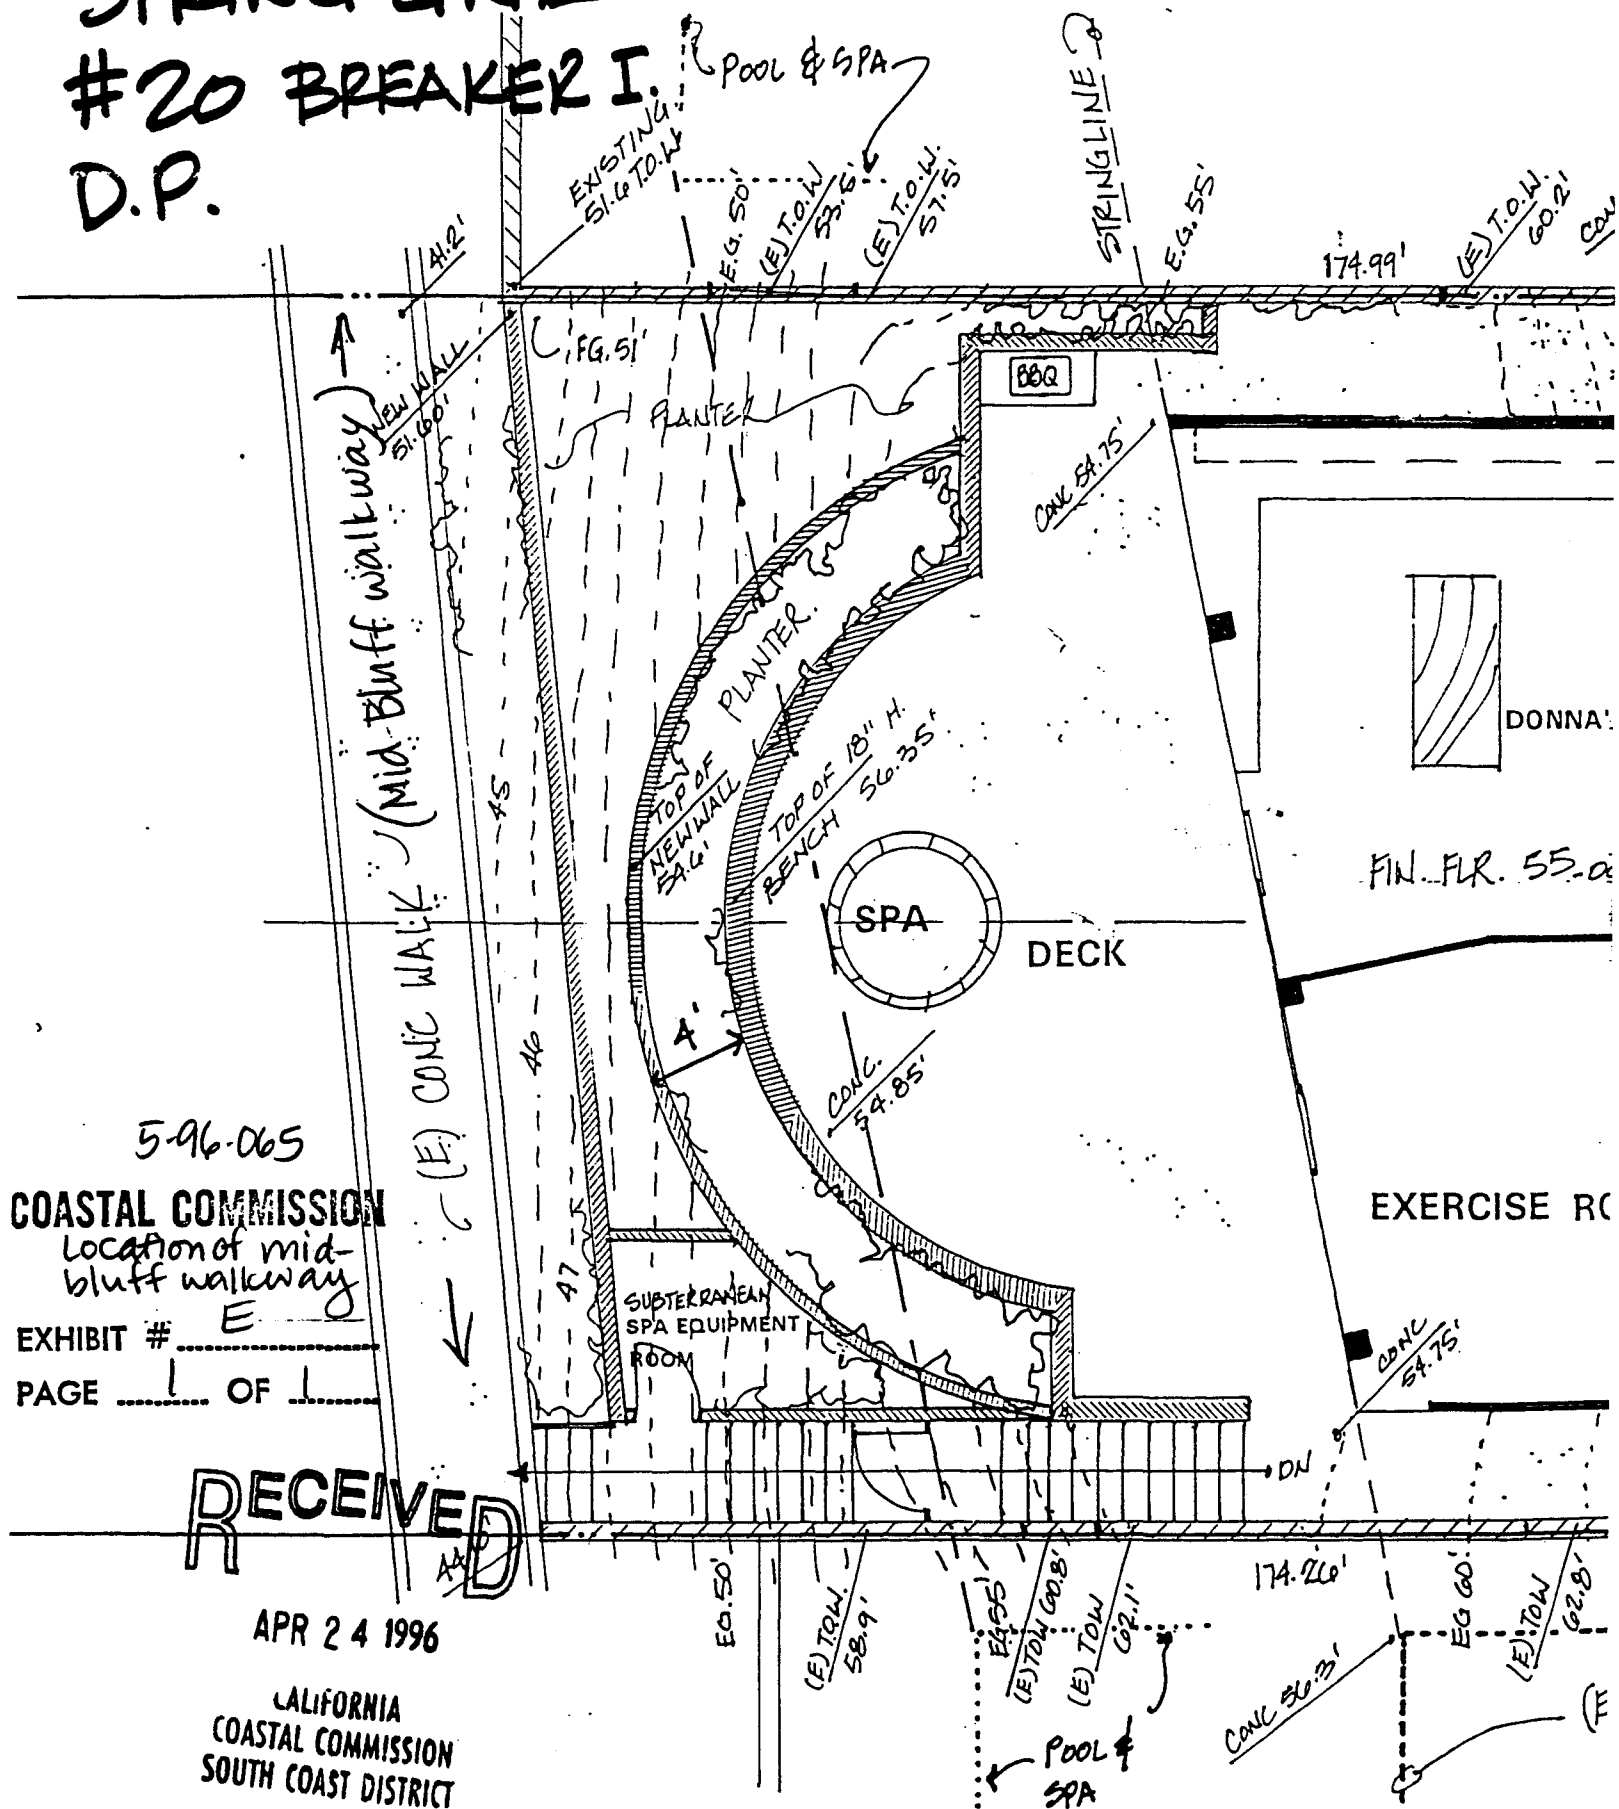 #20 BREAKER I.
D.P.
POOL & SPA
EXISTING
51.6 T.O.W
E.G. 50'
(E) T.O.W
53.5'
(E) T.O.W.
57.5'
STRINGLINE
E.G. 55'
174.99'
(E) T.O.W.
60.2'
41.2'
NEW WALL
51.60'
FG. 51'
PLANTER
BBQ
CONC 54.75'
(Mid-Bluff walkway)
PLANTER.
DONNA'
45
TOP OF
NEW WALL
54.6'
TOP OF 18" H.
BENCH 56.35'
FIN. FLR. 55.0
SPA
DECK
(E) CONC WALK
46
4'
CONC.
54.85'
5-96-065
COASTAL COMMISSION
Location of mid-
bluff walkway
EXHIBIT # E
PAGE 1 OF 1
EXERCISE RO
47
SUBTERRANEAN
SPA EQUIPMENT
ROOM
CONC
54.75'
DN
RECEIVED
APR 24 1996
CALIFORNIA
COASTAL COMMISSION
SOUTH COAST DISTRICT
EG. 50'
(E) T.O.W.
58.9'
EG 55'
(E) TOW 60.8'
(E) TOW
62.1'
174.26'
EG 60'
(E) TOW
62.8'
CONC 56.3'
POOL &
SPA